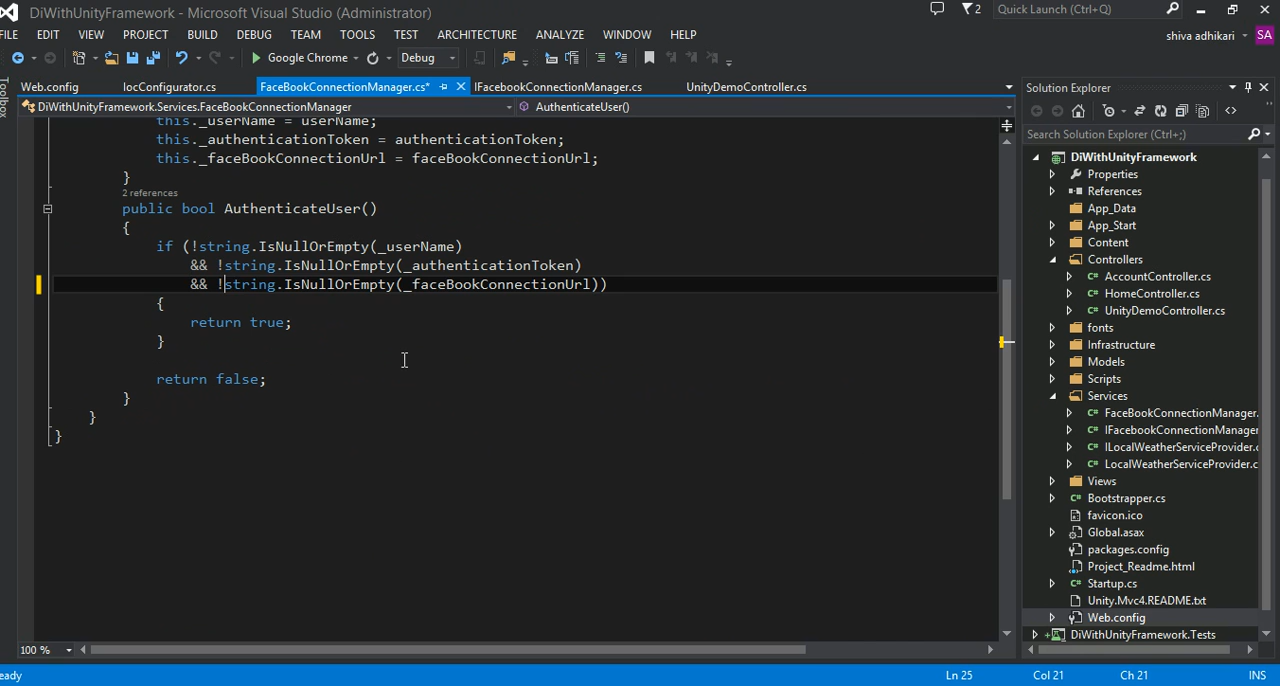 DiWithUnityFramework - Microsoft Visual Studio (Administrator)
2
Quick Launch (Ctrl+Q)
FILE EDIT VIEW PROJECT BUILD DEBUG TEAM TOOLS TEST ARCHITECTURE ANALYZE WINDOW HELP
shiva adhikari
SA
Google Chrome
Debug
Toolbox
Web.config IocConfigurator.cs FaceBookConnectionManager.cs* IFacebookConnectionManager.cs UnityDemoController.cs
DiWithUnityFramework.Services.FaceBookConnectionManager
AuthenticateUser()
this._userName = userName;
this._authenticationToken = authenticationToken;
this._faceBookConnectionUrl = faceBookConnectionUrl;
}
2 references
public bool AuthenticateUser()
{
if (!string.IsNullOrEmpty(_userName)
&& !string.IsNullOrEmpty(_authenticationToken)
&& !string.IsNullOrEmpty(_faceBookConnectionUrl))
{
return true;
}
return false;
}
}
}
100 %
Solution Explorer
Search Solution Explorer (Ctrl+;)
DiWithUnityFramework
Properties
References
App_Data
App_Start
Content
Controllers
C# AccountController.cs
C# HomeController.cs
C# UnityDemoController.cs
fonts
Infrastructure
Models
Scripts
Services
C# FaceBookConnectionManager.
C# IFacebookConnectionManager
C# ILocalWeatherServiceProvider.c
C# LocalWeatherServiceProvider.c
Views
C# Bootstrapper.cs
favicon.ico
Global.asax
packages.config
Project_Readme.html
C# Startup.cs
Unity.Mvc4.README.txt
Web.config
DiWithUnityFramework.Tests
eady
Ln 25 Col 21 Ch 21 INS